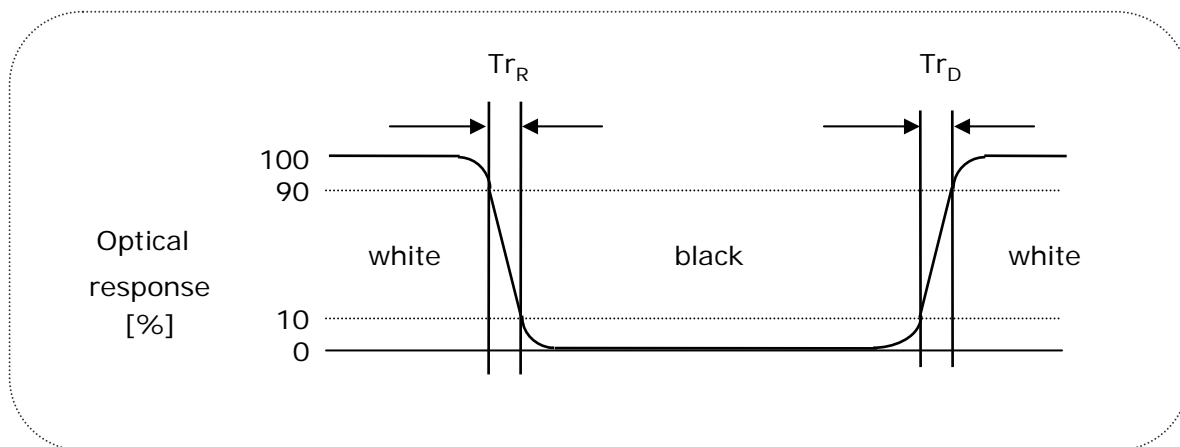 Tr_R Tr_D
100
90
Optical
response
[%]
white black white
10
0